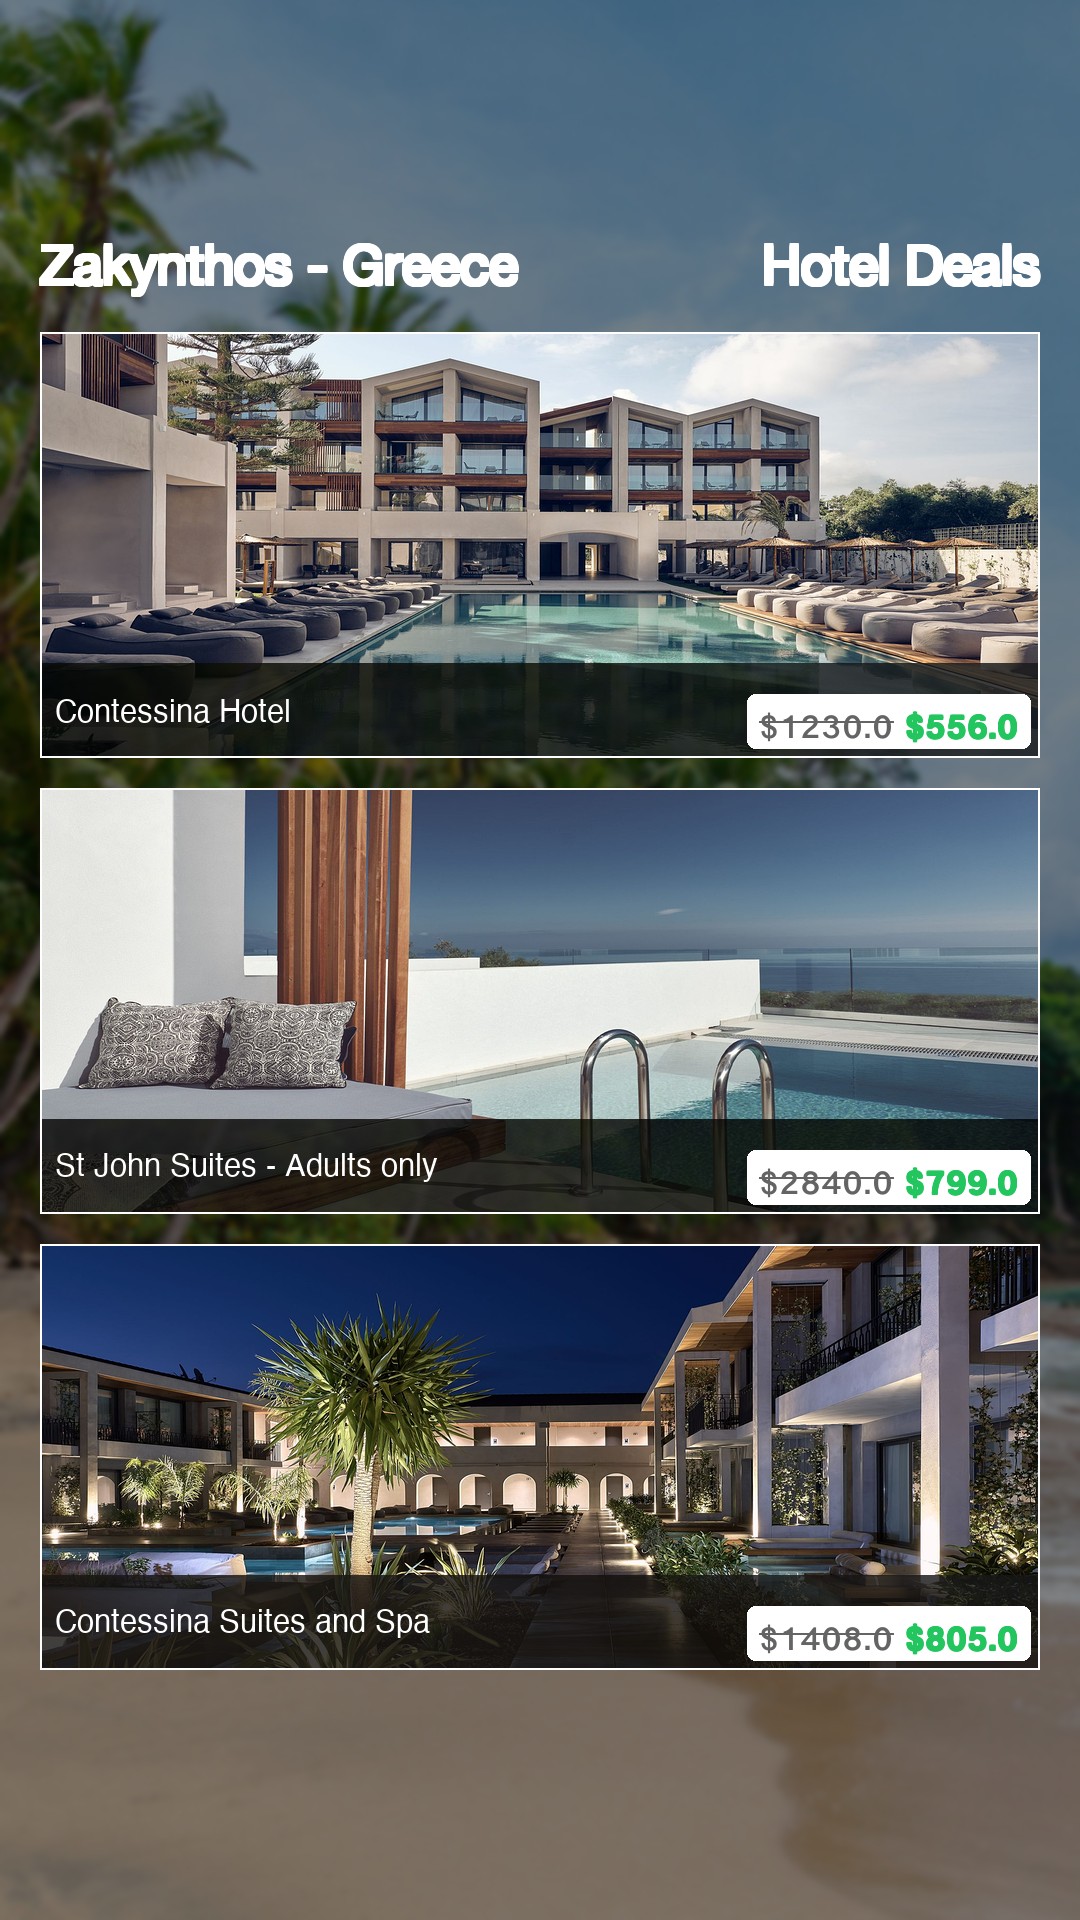 Zakynthos - Greece Hotel Deals
Contessina Hotel
$1230.0 $556.0
St John Suites - Adults only
$2840.0 $799.0
Contessina Suites and Spa
$1408.0 $805.0